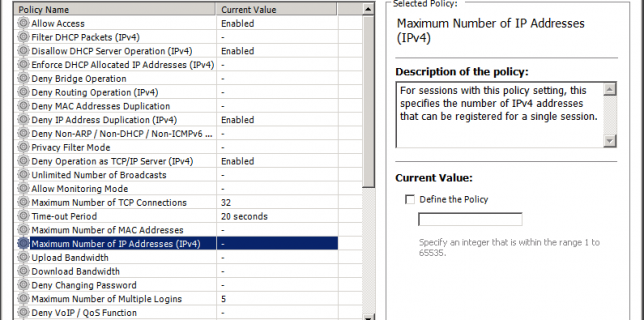 Policy Name Current Value
Allow Access Enabled
Filter DHCP Packets (IPv4) -
Disallow DHCP Server Operation (IPv4) Enabled
Enforce DHCP Allocated IP Addresses (IPv4) -
Deny Bridge Operation -
Deny Routing Operation (IPv4) -
Deny MAC Addresses Duplication -
Deny IP Address Duplication (IPv4) Enabled
Deny Non-ARP / Non-DHCP / Non-ICMPv6 ... -
Privacy Filter Mode -
Deny Operation as TCP/IP Server (IPv4) Enabled
Unlimited Number of Broadcasts -
Allow Monitoring Mode -
Maximum Number of TCP Connections 32
Time-out Period 20 seconds
Maximum Number of MAC Addresses -
Maximum Number of IP Addresses (IPv4) -
Upload Bandwidth -
Download Bandwidth -
Deny Changing Password -
Maximum Number of Multiple Logins 5
Deny VoIP / QoS Function -
Selected Policy:
Maximum Number of IP Addresses
(IPv4)
Description of the policy:
For sessions with this policy setting, this
specifies the number of IPv4 addresses
that can be registered for a single session.
Current Value:
Define the Policy
Specify an integer that is within the range 1 to
65535.